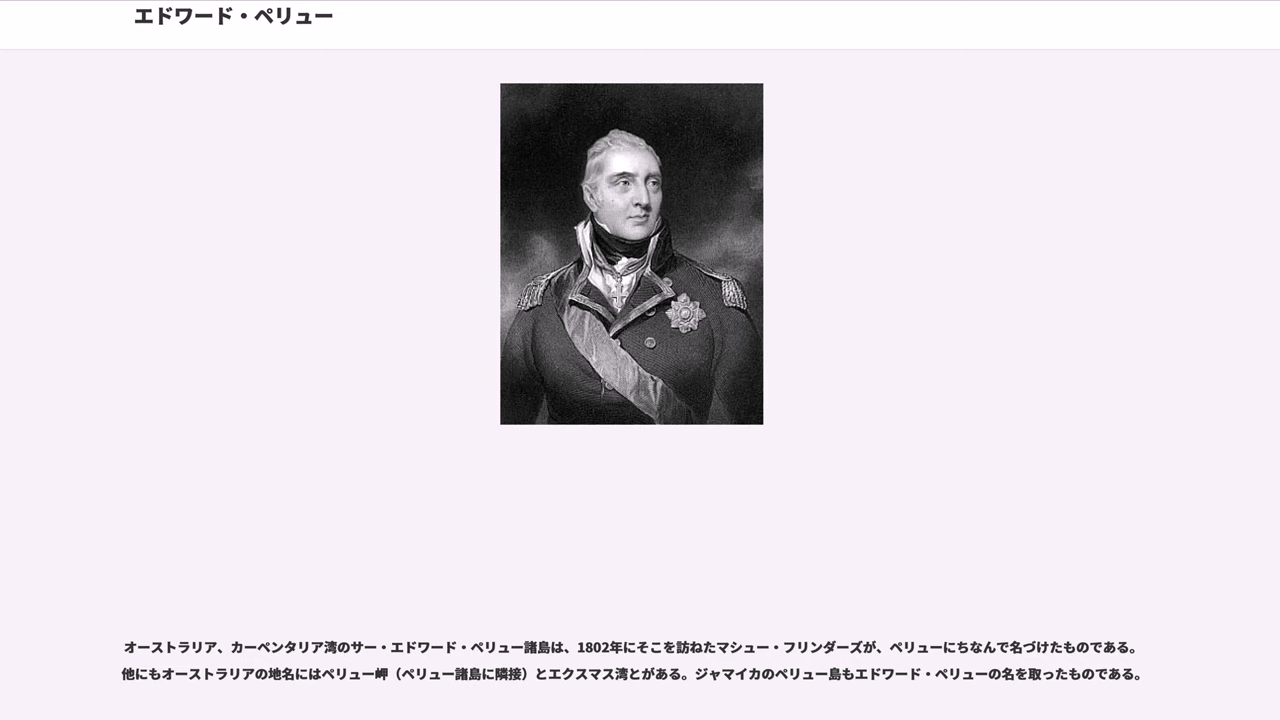 エドワード・ペリュー
オーストラリア、カーペンタリア湾のサー・エドワード・ペリュー諸島は、1802年にそこを訪ねたマシュー・フリンダーズが、ペリューにちなんで名づけたものである。
他にもオーストラリアの地名にはペリュー岬（ペリュー諸島に隣接）とエクスマス湾とがある。ジャマイカのペリュー島もエドワード・ペリューの名を取ったものである。